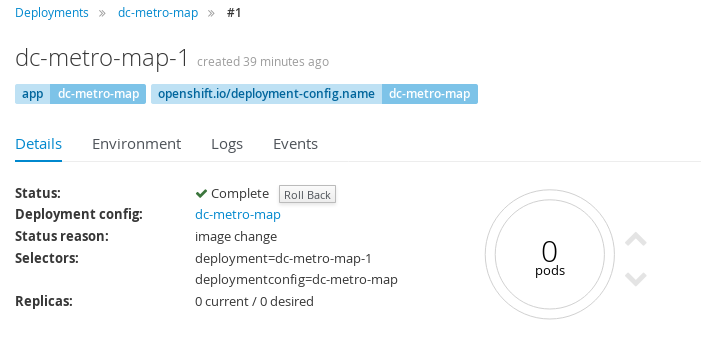 Deployments » dc-metro-map » #1
dc-metro-map-1 created 39 minutes ago
app dc-metro-map openshift.io/deployment-config.name dc-metro-map
Details Environment Logs Events
Status: Complete Roll Back
Deployment config: dc-metro-map
Status reason: image change
Selectors: deployment=dc-metro-map-1
deploymentconfig=dc-metro-map
Replicas: 0 current / 0 desired
0
pods